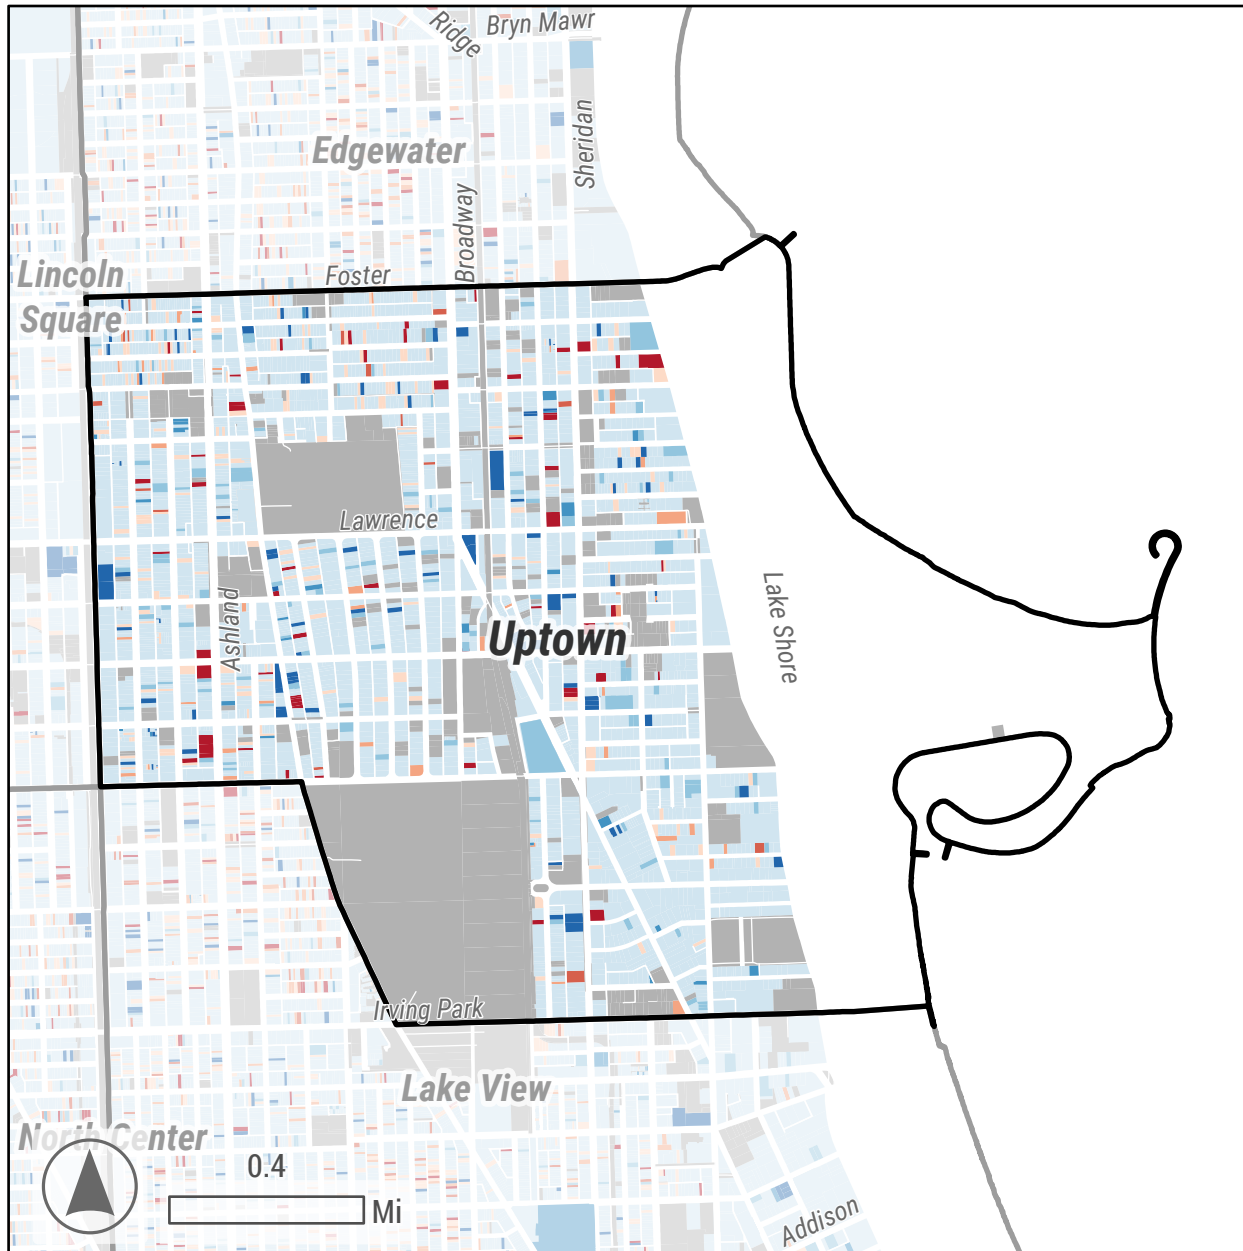 Bryn Mawr
Ridge
Sheridan
Edgewater
Broadway
Lincoln
Square
Foster
Lawrence
Ashland
Uptown
Lake Shore
Irving Park
Lake View
North Center
0.4
Mi
Addison